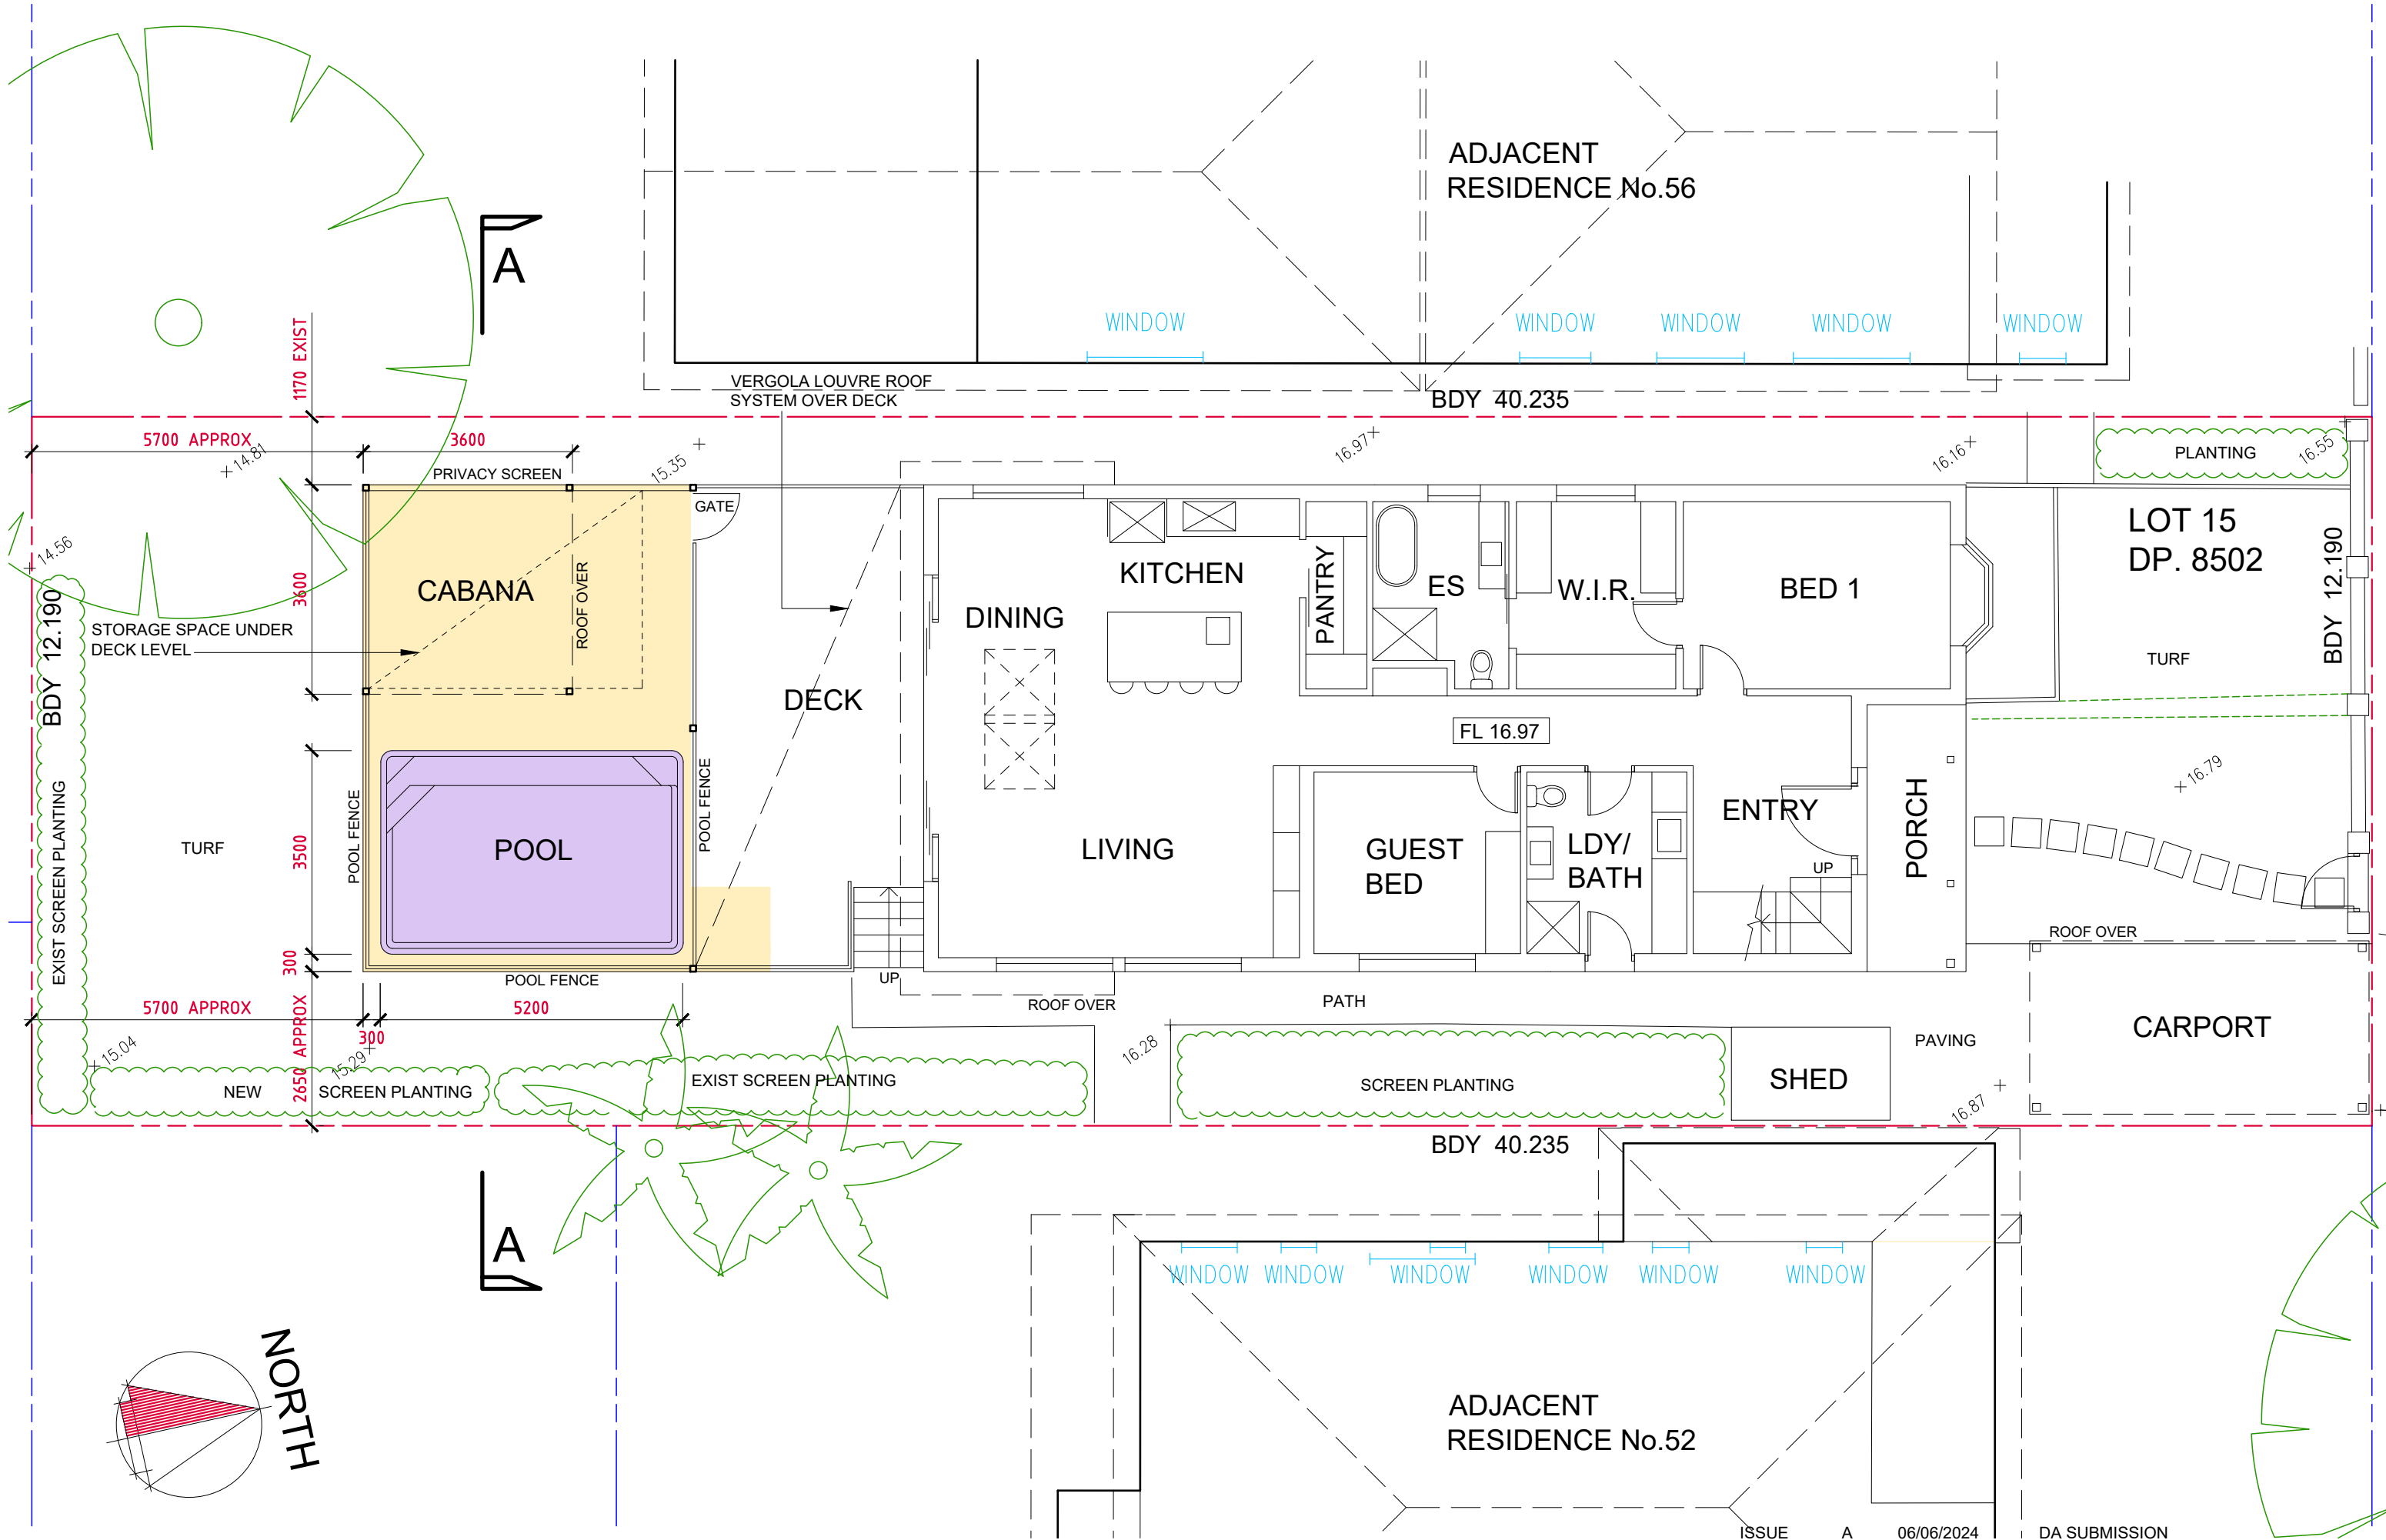 ADJACENT
RESIDENCE No.56
A
WINDOW
WINDOW
WINDOW
WINDOW
WINDOW
1170 EXIST
VERGOLA LOUVRE ROOF
SYSTEM OVER DECK
BDY 40.235
5700 APPROX
3600
14.81
PRIVACY SCREEN
15.35
16.97
16.16
PLANTING
16.55
GATE
LOT 15
DP. 8502
BDY 12.190
14.56
BDY 12.190
3600
CABANA
ROOF OVER
KITCHEN
PANTRY
ES
W.I.R.
BED 1
DINING
STORAGE SPACE UNDER
DECK LEVEL
TURF
DECK
FL 16.97
16.79
EXIST SCREEN PLANTING
TURF
POOL FENCE
3500
POOL
POOL FENCE
LIVING
GUEST
BED
LDY/
BATH
ENTRY
UP
PORCH
ROOF OVER
300
POOL FENCE
UP
ROOF OVER
PATH
5700 APPROX
5200
300
2650 APPROX
15.04
15.29
16.28
PAVING
CARPORT
NEW SCREEN PLANTING
EXIST SCREEN PLANTING
SCREEN PLANTING
SHED
16.87
BDY 40.235
A
WINDOW
WINDOW
WINDOW
WINDOW
WINDOW
WINDOW
NORTH
ADJACENT
RESIDENCE No.52
ISSUE A 06/06/2024 DA SUBMISSION